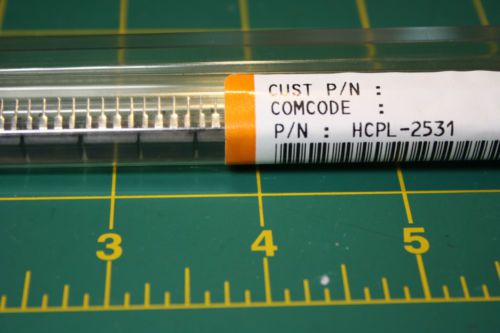 CUST P/N :
COMCODE :
P/N : HCPL-2531
3 4 5